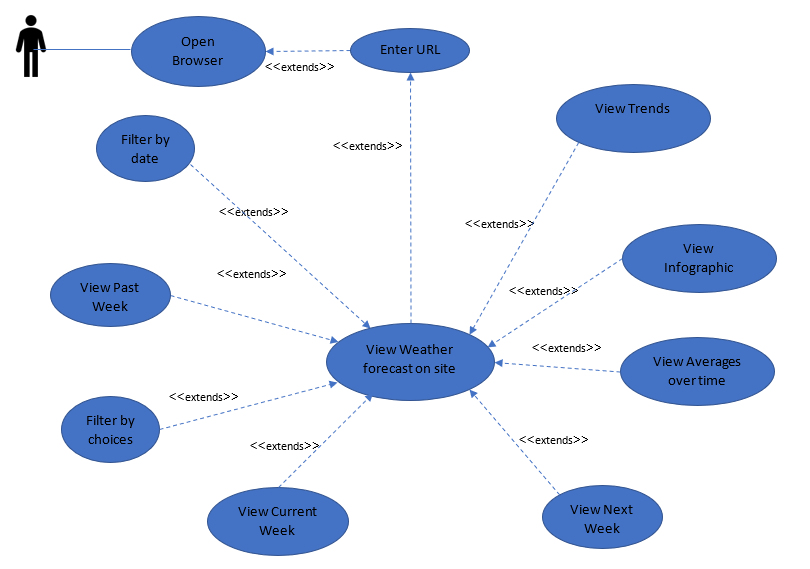 Open
Browser
Enter URL
<<extends>>
View Trends
Filter by
date
<<extends>>
<<extends>>
<<extends>>
View
Infographic
View Past
Week
<<extends>>
<<extends>>
View Weather
forecast on site
<<extends>>
View Averages
over time
Filter by
choices
<<extends>>
<<extends>>
<<extends>>
View Current
Week
View Next
Week